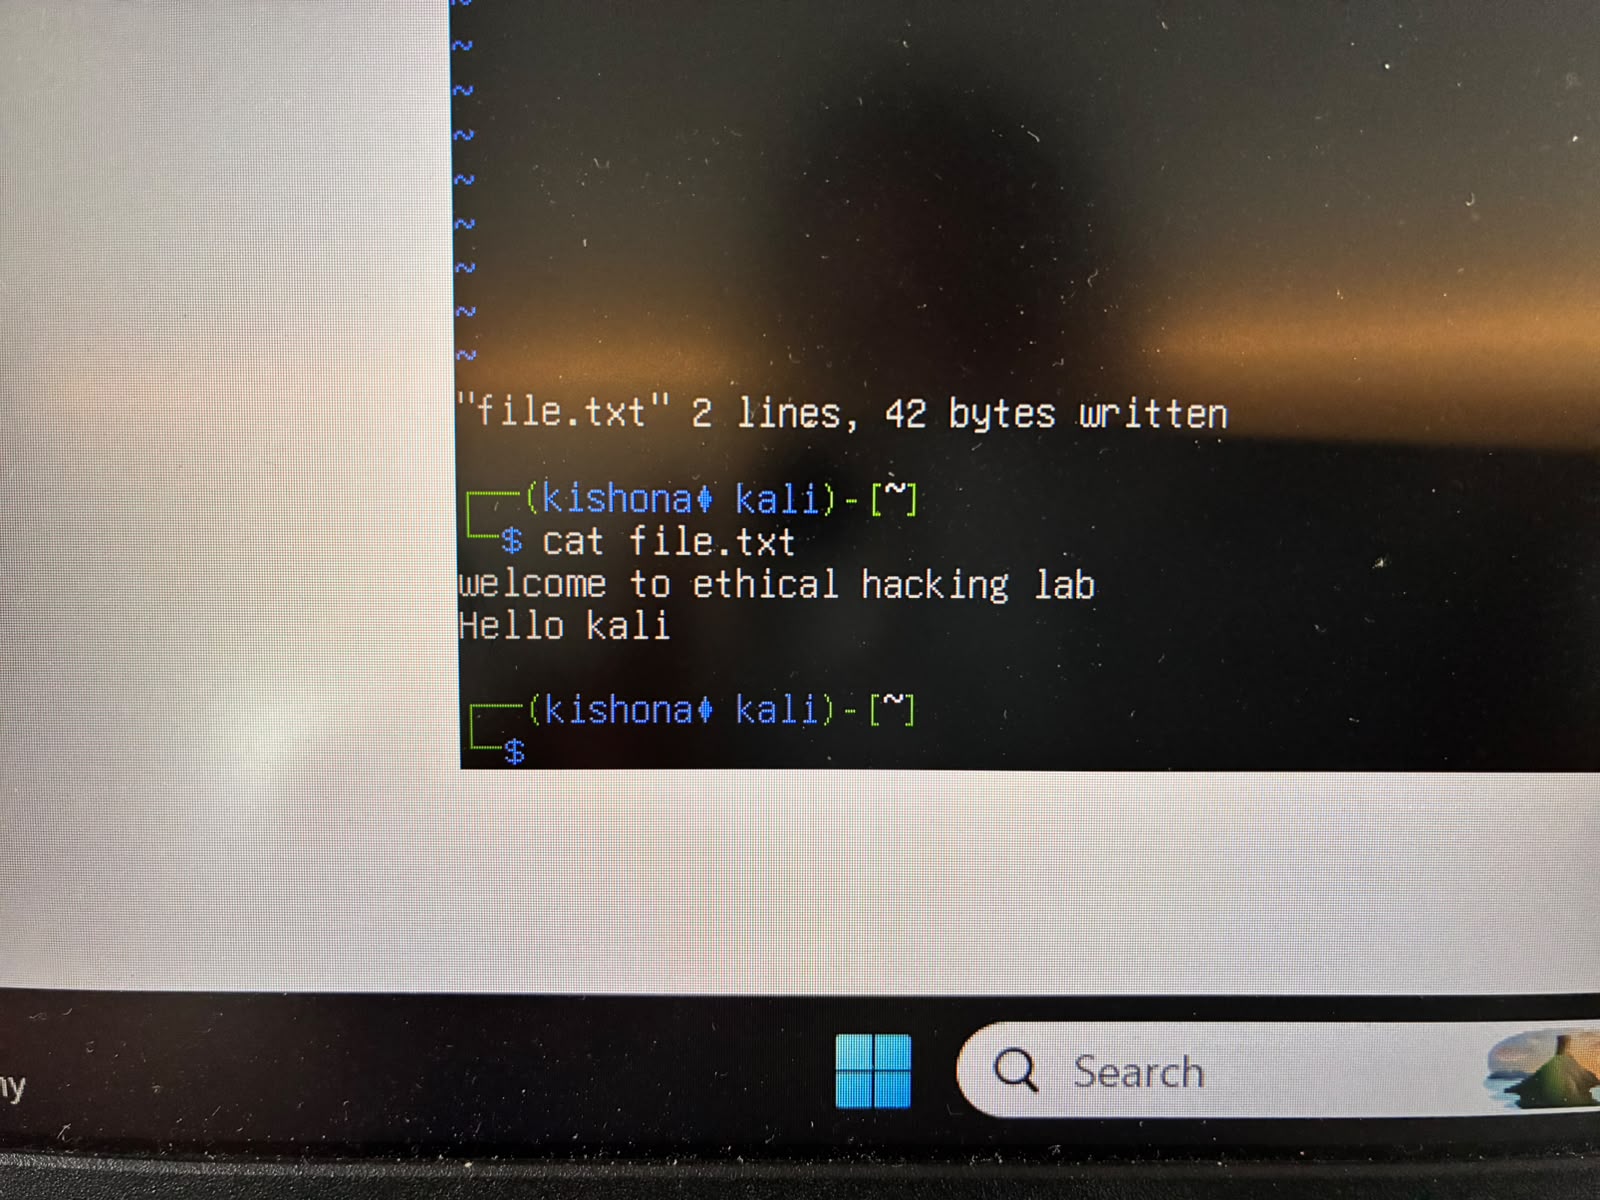 ~
~
~
~
~
~
~
~
~
"file.txt" 2 lines, 42 bytes written
┌──(kishona♦ kali)-[~]
└─$ cat file.txt
welcome to ethical hacking lab
Hello kali
┌──(kishona♦ kali)-[~]
└─$
Search